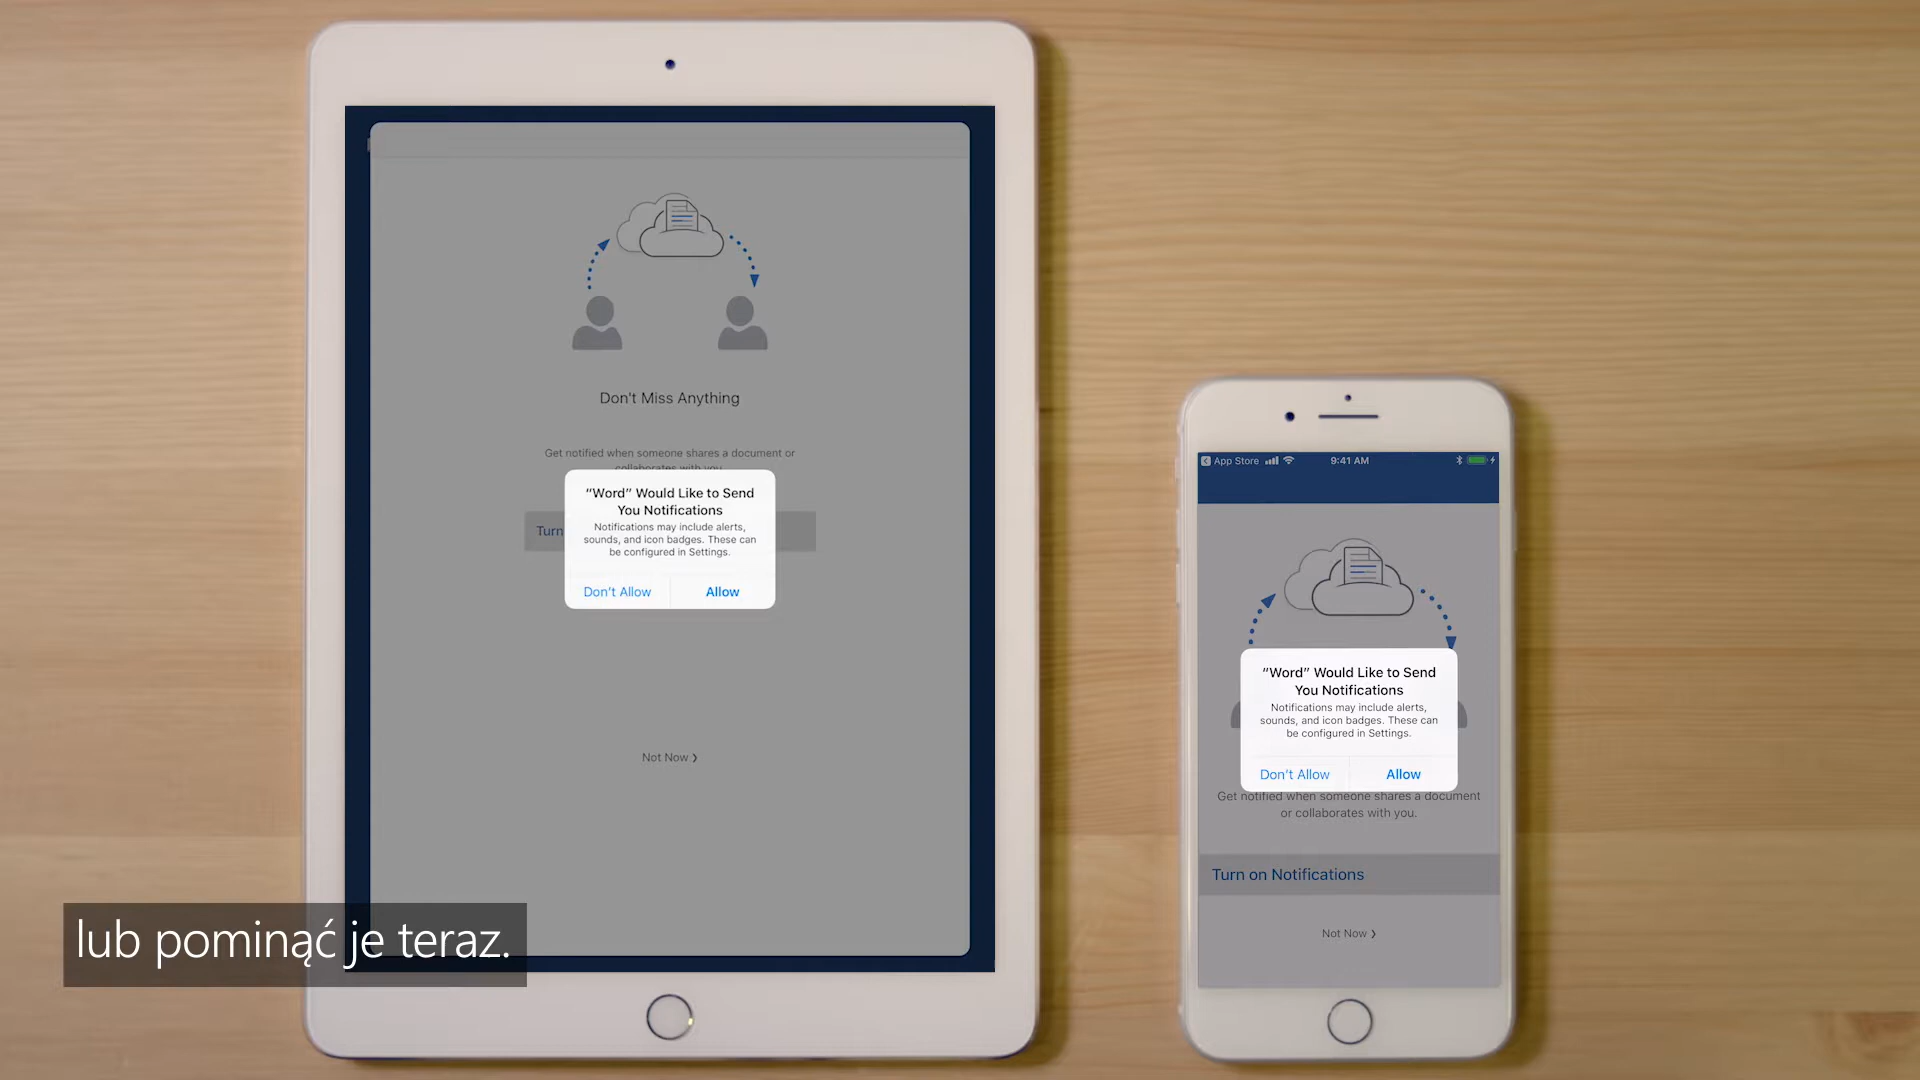 Don't Miss Anything
Get notified when someone shares a document or
collaborates with you
Turn
“Word” Would Like to Send
You Notifications
Notifications may include alerts,
sounds, and icon badges. These can
be configured in Settings.
Don't Allow
Allow
Not Now ❯
App Store
9:41 AM
“Word” Would Like to Send
You Notifications
Notifications may include alerts,
sounds, and icon badges. These can
be configured in Settings.
Don't Allow
Allow
Get notified when someone shares a document
or collaborates with you.
Turn on Notifications
Not Now ❯
lub pominąć je teraz.